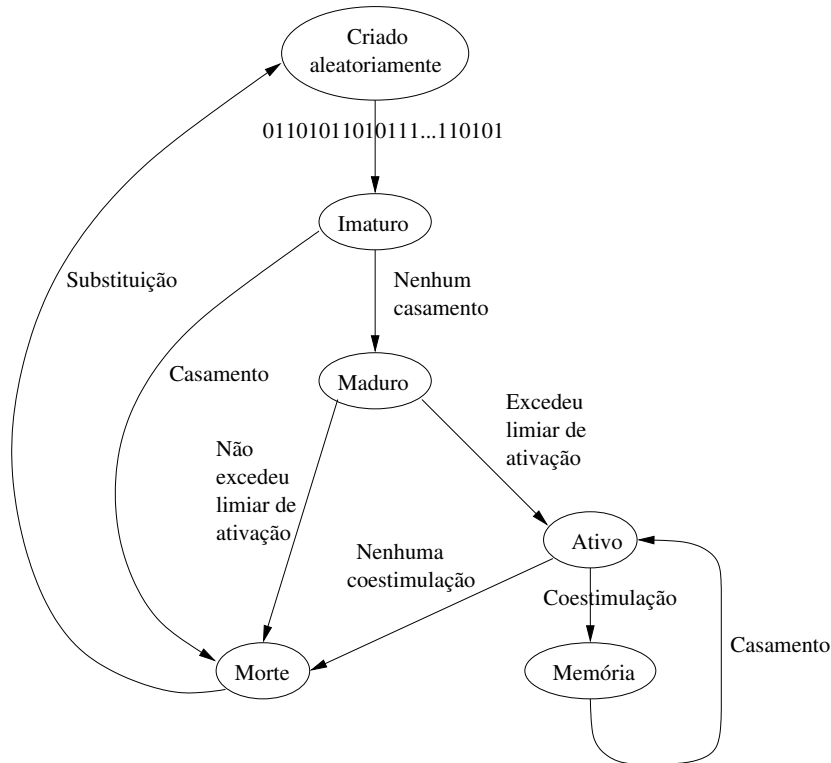 Criado
aleatoriamente
01101011010111...110101
Imaturo
Substituição
Nenhum
casamento
Casamento
Maduro
Excedeu
limiar de
ativação
Não
excedeu
limiar de
ativação
Nenhuma
coestimulação
Ativo
Coestimulação
Casamento
Morte
Memória